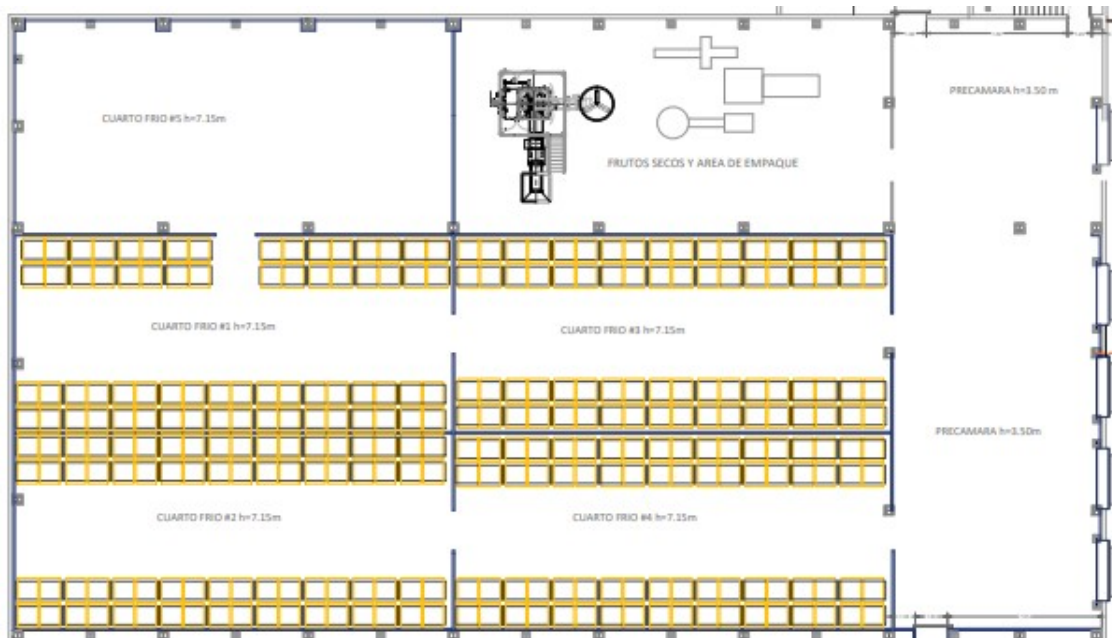 PRECAMARA h=3.50 m
CUARTO FRIO #5 h=7.15m
FRUTOS SECOS Y AREA DE EMPAQUE
CUARTO FRIO #1 h=7.15m
CUARTO FRIO #3 h=7.15m
PRECAMARA h=3.50m
CUARTO FRIO #2 h=7.15m
CUARTO FRIO #4 h=7.15m